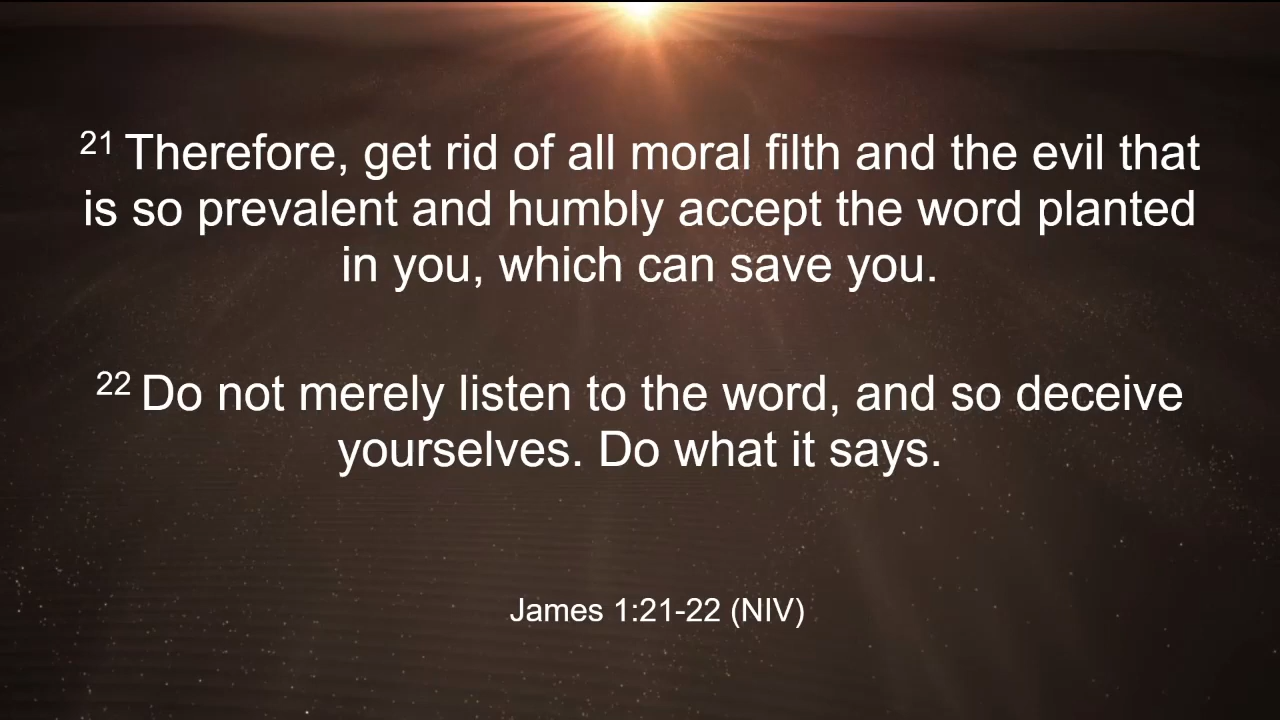 21 Therefore, get rid of all moral filth and the evil that
is so prevalent and humbly accept the word planted
in you, which can save you.
22 Do not merely listen to the word, and so deceive
yourselves. Do what it says.
James 1:21-22 (NIV)